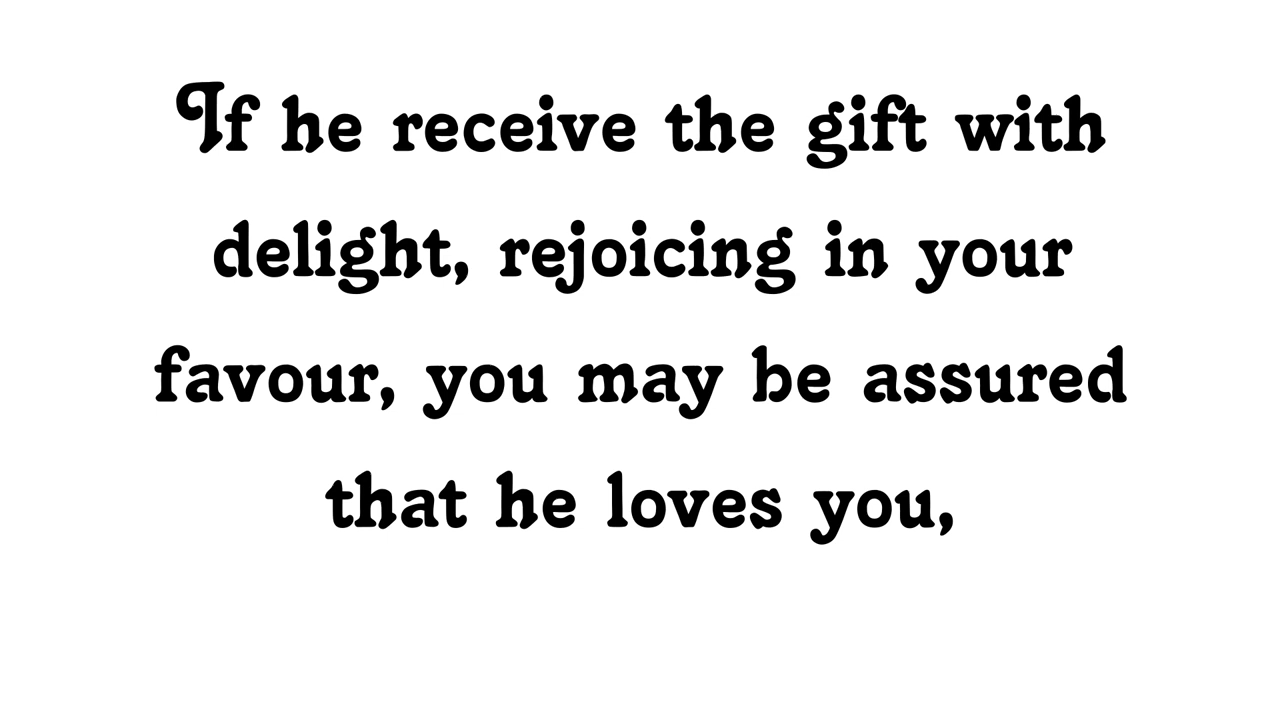 If he receive the gift with
delight, rejoicing in your
favour, you may be assured
that he loves you,